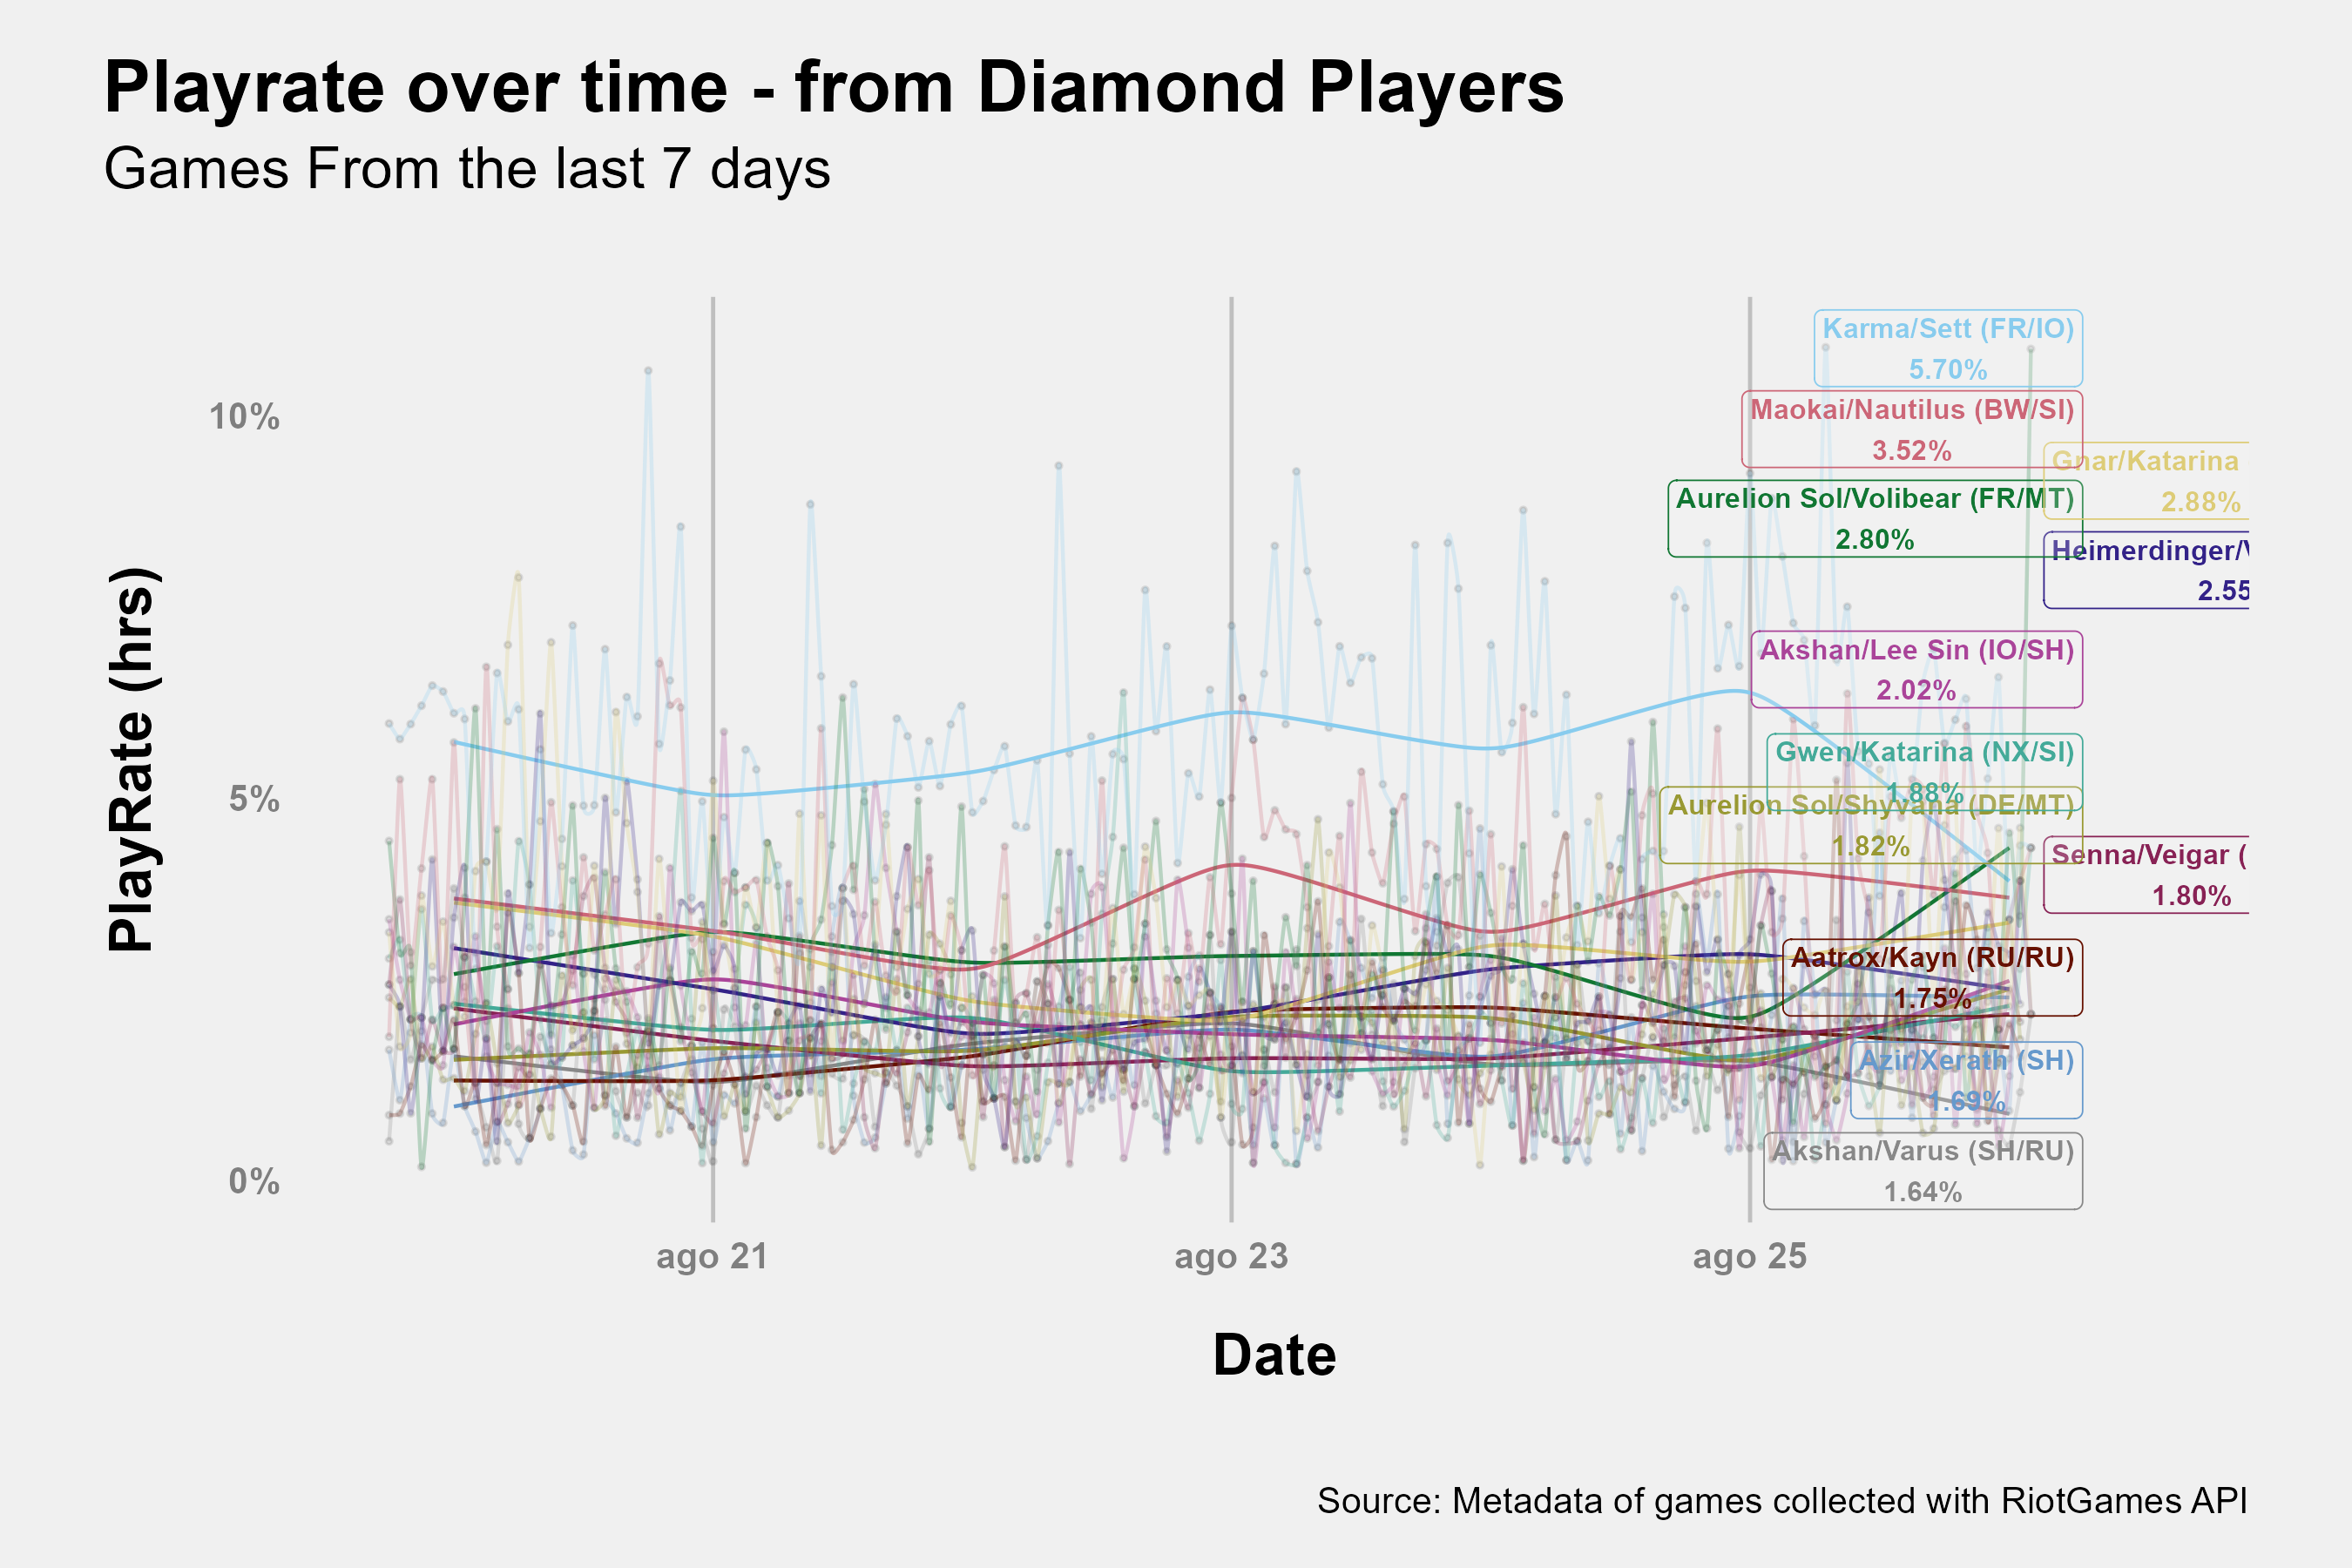 Playrate over time - from Diamond Players
Games From the last 7 days
PlayRate (hrs)
10%
5%
0%
Karma/Sett (FR/IO)
5.70%
Maokai/Nautilus (BW/SI)
3.52%
Gnar/Katarina
2.88%
Aurelion Sol/Volibear (FR/MT)
2.80%
Heimerdinger/
2.55
Akshan/Lee Sin (IO/SH)
2.02%
Gwen/Katarina (NX/SI)
1.88%
Aurelion Sol/Shyvana (DE/MT)
1.82%
Senna/Veigar (
1.80%
Aatrox/Kayn (RU/RU)
1.75%
Azir/Xerath (SH)
1.69%
Akshan/Varus (SH/RU)
1.64%
ago 21
ago 23
ago 25
Date
Source: Metadata of games collected with RiotGames API